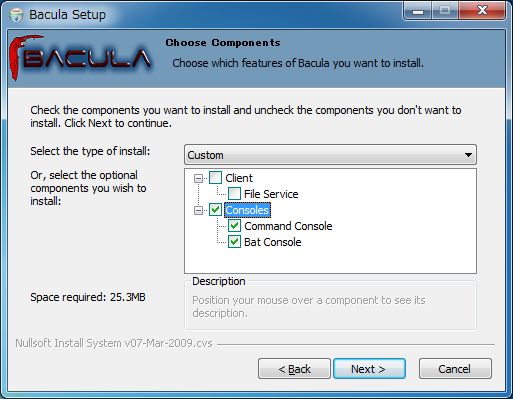 Bacula Setup
BACULA
Choose Components
Choose which features of Bacula you want to install.
Check the components you want to install and uncheck the components you don't want to
install. Click Next to continue.
Select the type of install:
Custom
Or, select the optional
components you wish to
install:
Client
File Service
Consoles
Command Console
Bat Console
Space required: 25.3MB
Description
Position your mouse over a component to see its
description.
Nullsoft Install System v07-Mar-2009.cvs
< Back
Next >
Cancel